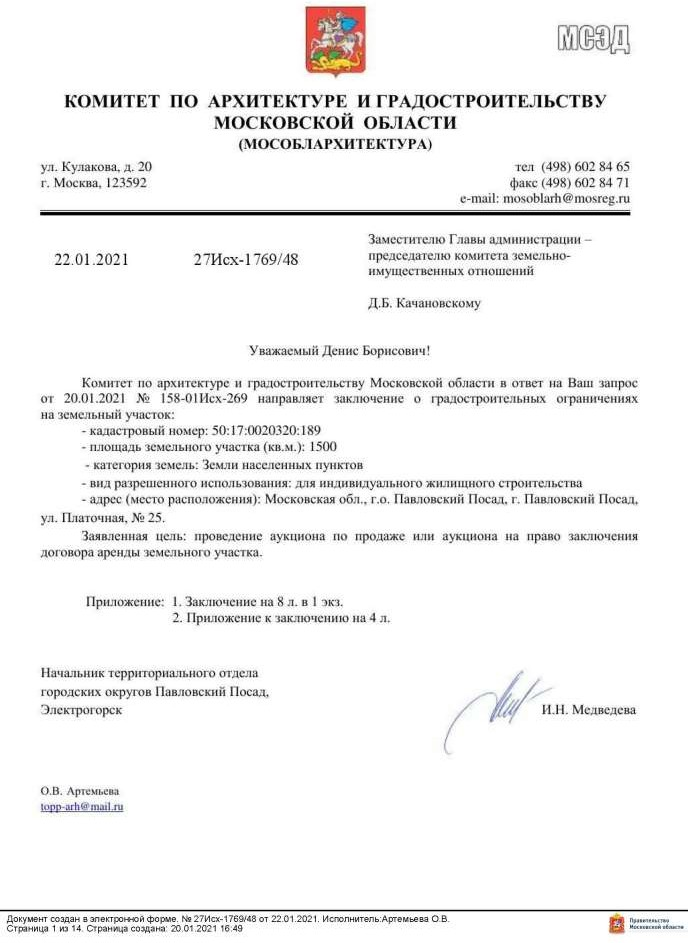 МСЭД
КОМИТЕТ ПО АРХИТЕКТУРЕ И ГРАДОСТРОИТЕЛЬСТВУ
МОСКОВСКОЙ ОБЛАСТИ
(МОСОБЛАРХИТЕКТУРА)
ул. Кулакова, д. 20
тел (498) 602 84 65
г. Москва, 123592
факс (498) 602 84 71
e-mail: mosoblarh@mosreg.ru
22.01.2021
27Исх-1769/48
Заместителю Главы администрации –
председателю комитета земельно-
имущественных отношений
Д.Б. Качановскому
Уважаемый Денис Борисович!
Комитет по архитектуре и градостроительству Московской области в ответ на Ваш запрос
от 20.01.2021 № 158-01Исх-269 направляет заключение о градостроительных ограничениях
на земельный участок:
- кадастровый номер: 50:17:0020320:189
- площадь земельного участка (кв.м.): 1500
- категория земель: Земли населенных пунктов
- вид разрешенного использования: для индивидуального жилищного строительства
- адрес (место расположения): Московская обл., г.о. Павловский Посад, г. Павловский Посад,
ул. Платочная, № 25.
Заявленная цель: проведение аукциона по продаже или аукциона на право заключения
договора аренды земельного участка.
Приложение: 1. Заключение на 8 л. в 1 экз.
2. Приложение к заключению на 4 л.
Начальник территориального отдела
городских округов Павловский Посад,
Электрогорск
И.Н. Медведева
О.В. Артемьева
topp-arh@mail.ru
Документ создан в электронной форме. № 27Исх-1769/48 от 22.01.2021. Исполнитель:Артемьева О.В.
Страница 1 из 14. Страница создана: 20.01.2021 16:49
Правительство
Московской области